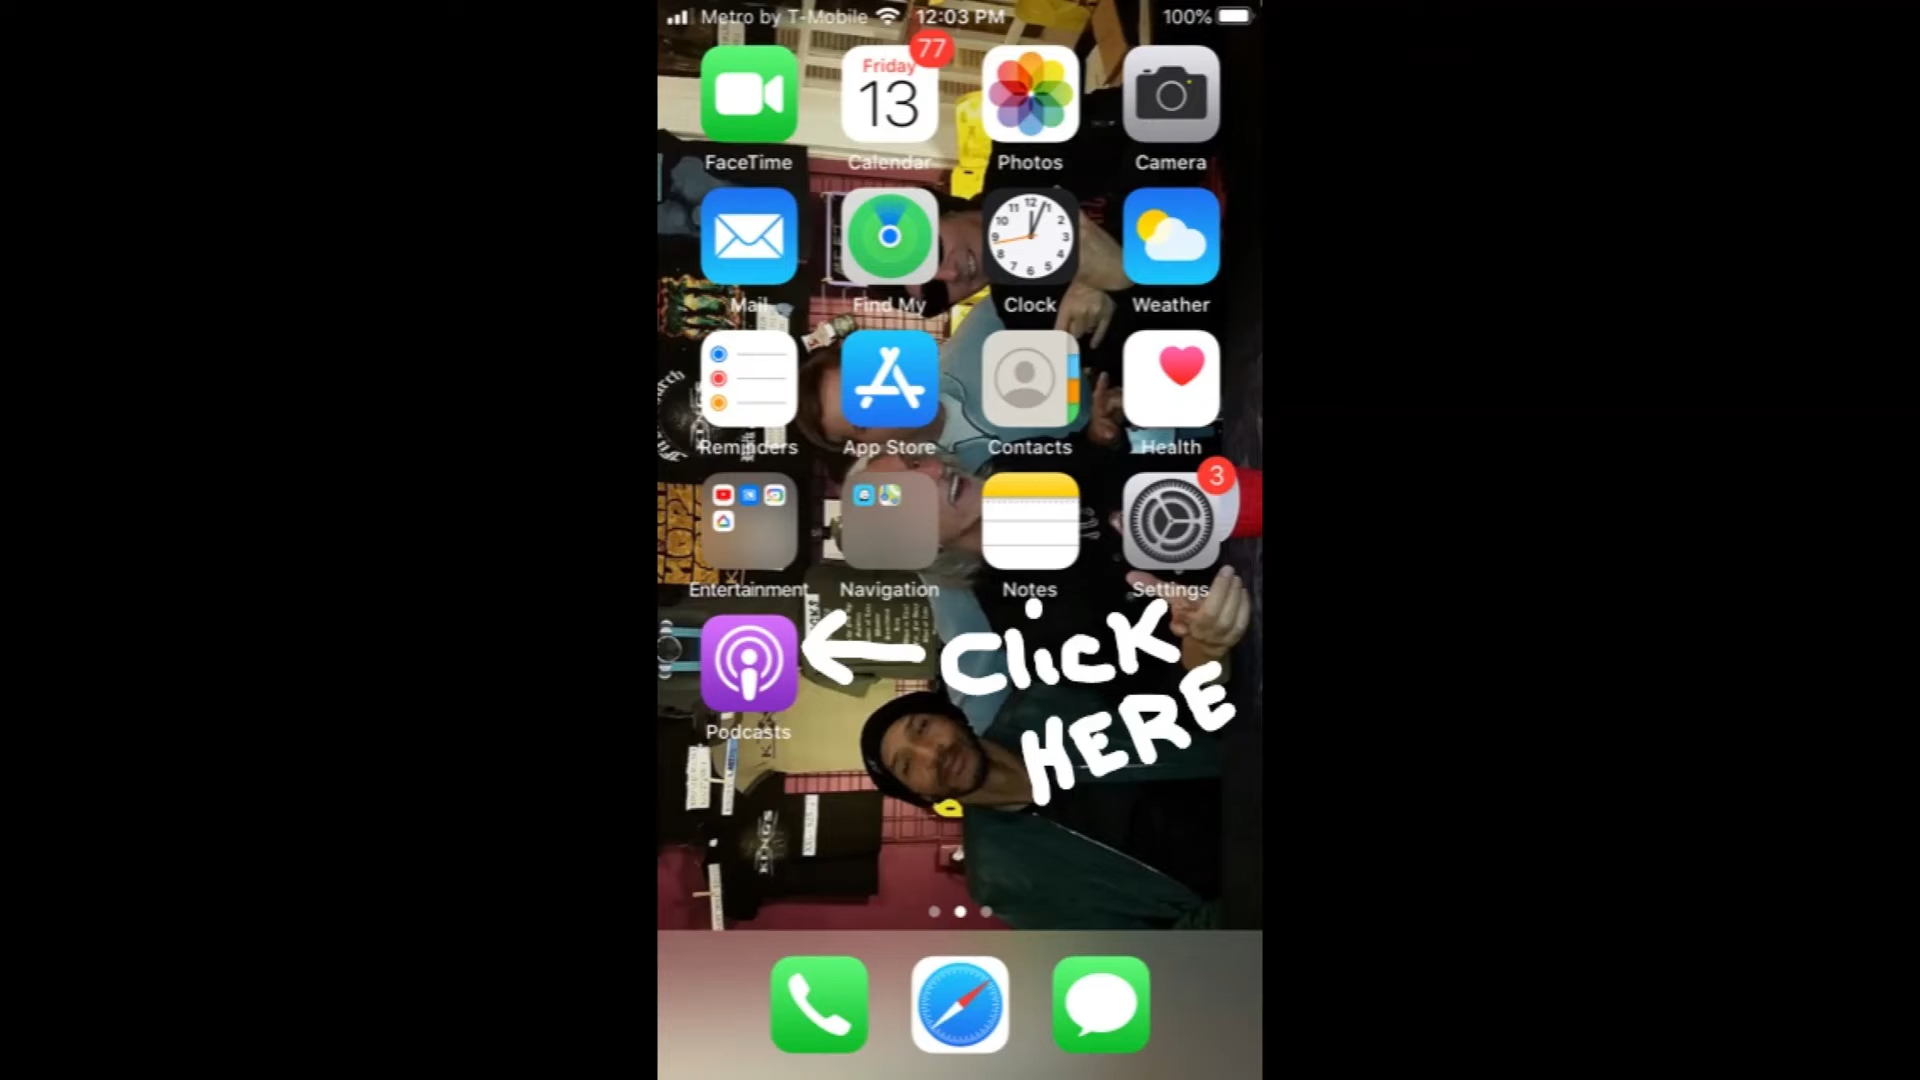 Metro by T-Mobile 12:03 PM 100%
77
Friday
13
FaceTime Calendar Photos Camera
Mail Find My Clock Weather
Reminders App Store Contacts Health
3
Entertainment Navigation Notes Settings
Click
HERE
Podcasts
KINGS